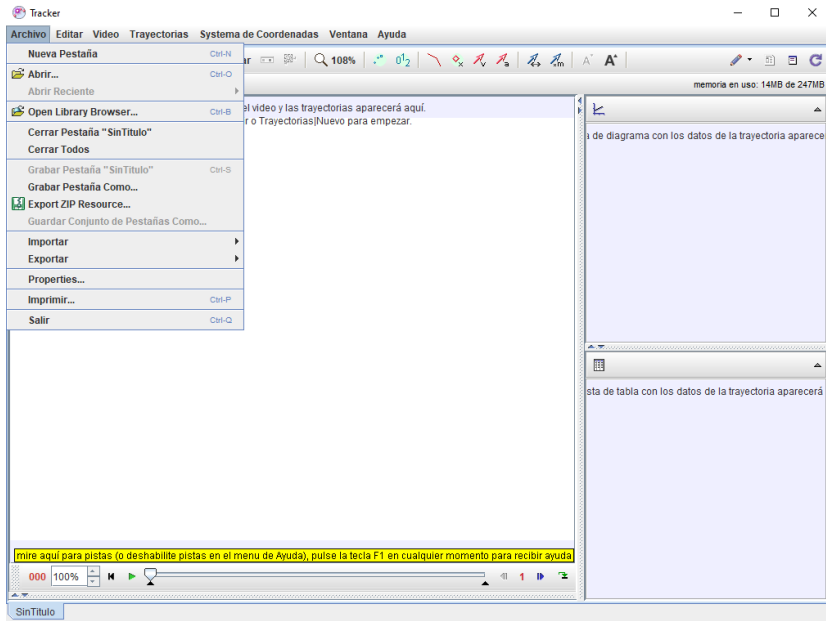 Tracker
Archivo Editar Video Trayectorias Systema de Coordenadas Ventana Ayuda
Nueva Pestaña Ctrl-N
108%
Abrir... Ctrl-O
Abrir Reciente
memoria en uso: 14MB de 247MB
Open Library Browser... Ctrl-B
el video y las trayectorias aparecerá aquí.
r o Trayectorias|Nuevo para empezar.
Cerrar Pestaña "SinTitulo"
Cerrar Todos
Grabar Pestaña "SinTitulo" Ctrl-S
Grabar Pestaña Como...
Export ZIP Resource...
Guardar Conjunto de Pestañas Como...
Importar
Exportar
Properties...
Imprimir... Ctrl-P
Salir Ctrl-Q
de diagrama con los datos de la trayectoria aparece
sta de tabla con los datos de la trayectoria aparecerá
mire aquí para pistas (o deshabilite pistas en el menu de Ayuda), pulse la tecla F1 en cualquier momento para recibir ayuda
000 100% 1
SinTitulo